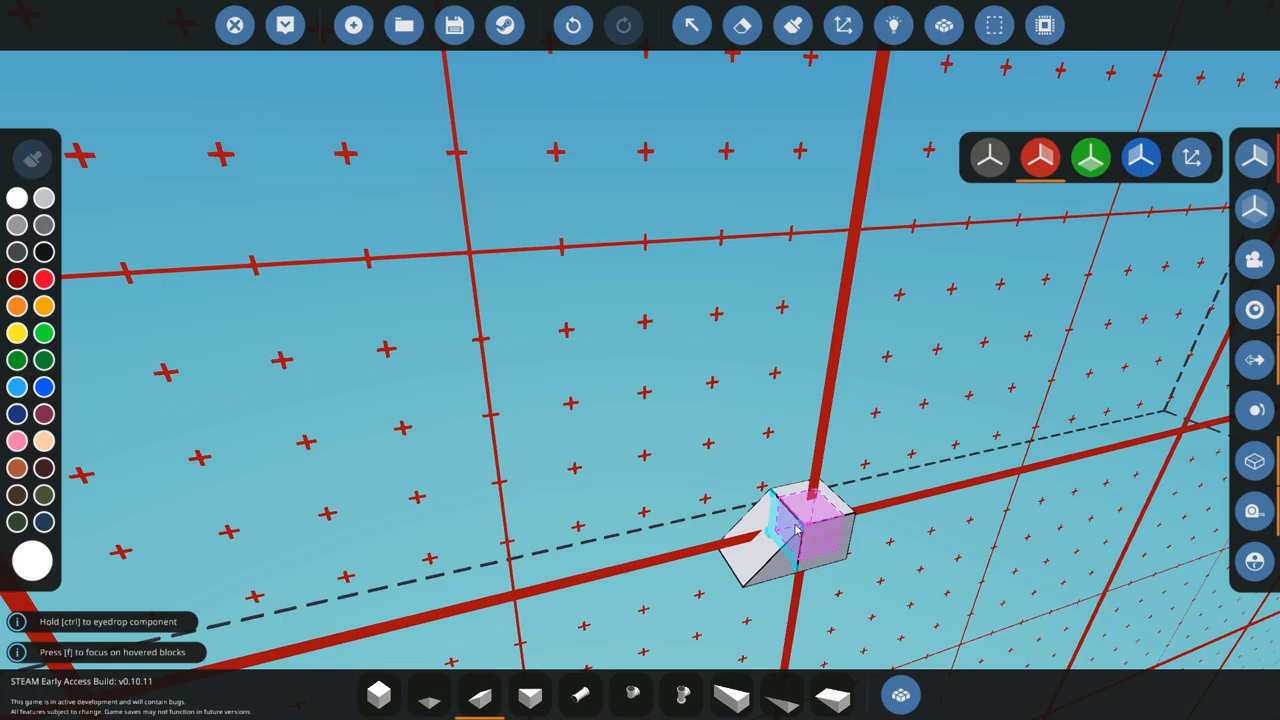 Hold [ctrl] to eyedrop component
Press [f] to focus on hovered blocks
STEAM Early Access Build: v0.10.11
This game is in active development and will contain bugs.
All features subject to change. Game saves may not function in future versions.